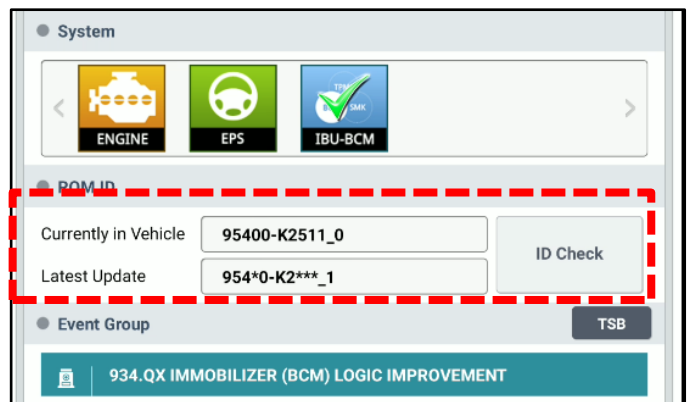 System
TPM
B
SMK
ENGINE
EPS
IBU-BCM
ROM ID
Currently in Vehicle
95400-K2511_0
ID Check
Latest Update
954*0-K2***_1
Event Group
TSB
934.QX IMMOBILIZER (BCM) LOGIC IMPROVEMENT